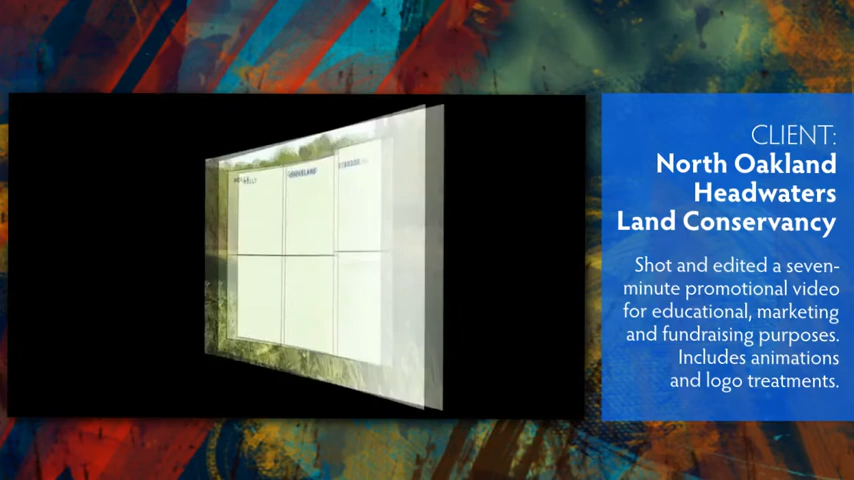 CLIENT:
North Oakland
Headwaters
Land Conservancy
Shot and edited a seven-
minute promotional video
for educational, marketing
and fundraising purposes.
Includes animations
and logo treatments.